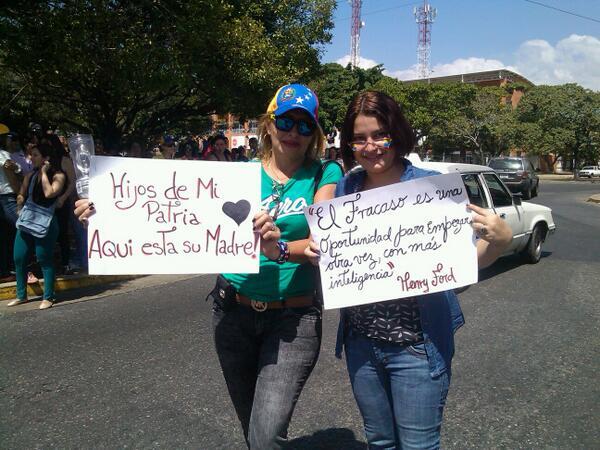 Hijos de Mi
Patria
Aqui esta su Madre!
"El Fracaso es una
Oportunidad para Empezar
otra vez, con más
inteligencia"
Henry Ford